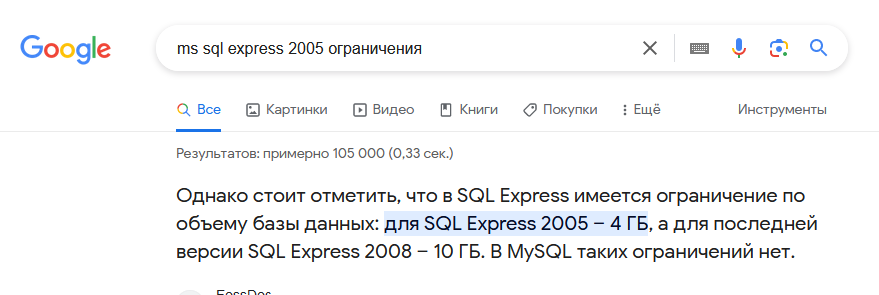 Google
ms sql express 2005 ограничения
Все Картинки Видео Книги Покупки Ещё Инструменты
Результатов: примерно 105 000 (0,33 сек.)
Однако стоит отметить, что в SQL Express имеется ограничение по
объему базы данных: для SQL Express 2005 – 4 ГБ, а для последней
версии SQL Express 2008 – 10 ГБ. В MySQL таких ограничений нет.